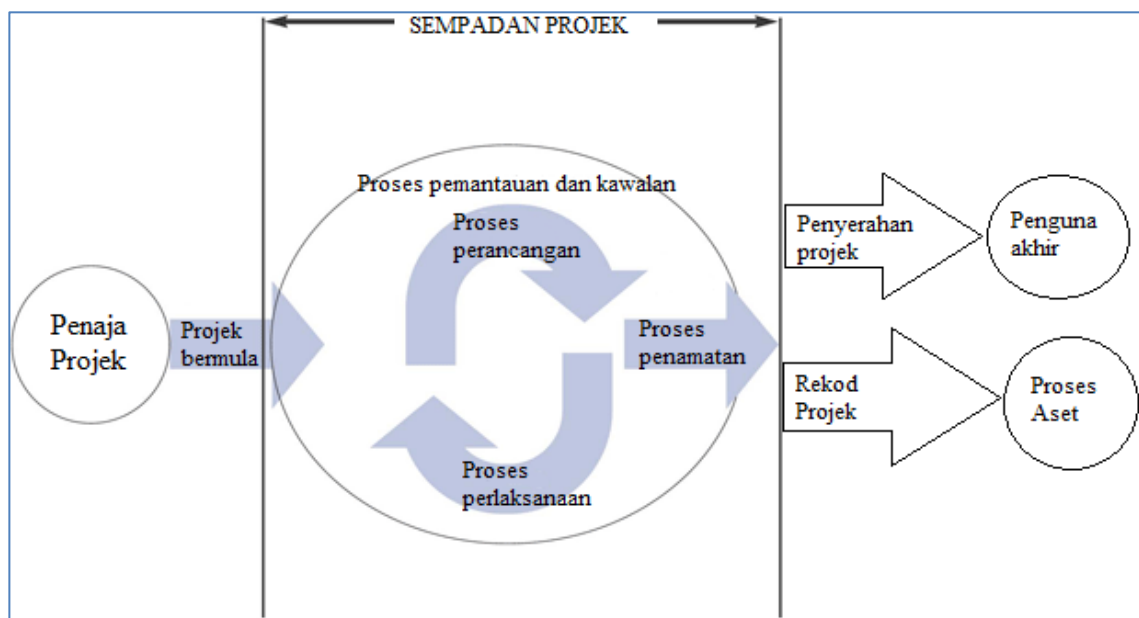 SEMPADAN PROJEK
Proses pemantauan dan kawalan
Proses
perancangan
Penaja
Projek
Projek
bermula
Proses
penamatan
Proses
perlaksanaan
Penyerahan
projek
Penguna
akhir
Rekod
Projek
Proses
Aset